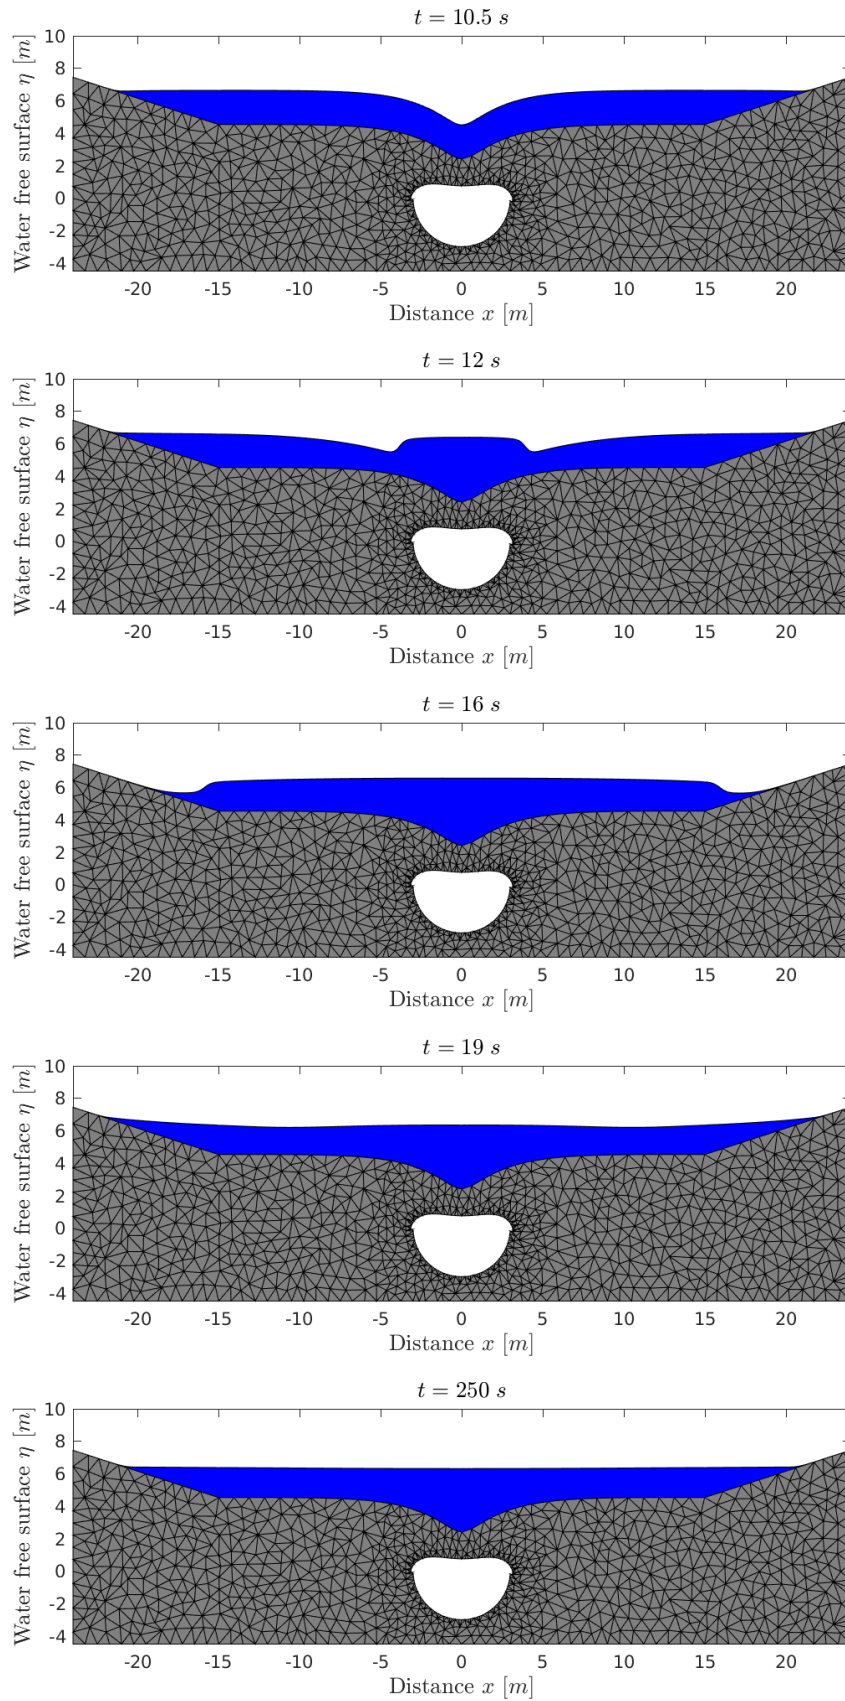 t = 10.5 s
10
8
6
4
2
0
-2
-4
Water free surface η [m]
-20 -15 -10 -5 0 5 10 15 20
Distance x [m]
t = 12 s
10
8
6
4
2
0
-2
-4
Water free surface η [m]
-20 -15 -10 -5 0 5 10 15 20
Distance x [m]
t = 16 s
10
8
6
4
2
0
-2
-4
Water free surface η [m]
-20 -15 -10 -5 0 5 10 15 20
Distance x [m]
t = 19 s
10
8
6
4
2
0
-2
-4
Water free surface η [m]
-20 -15 -10 -5 0 5 10 15 20
Distance x [m]
t = 250 s
10
8
6
4
2
0
-2
-4
Water free surface η [m]
-20 -15 -10 -5 0 5 10 15 20
Distance x [m]